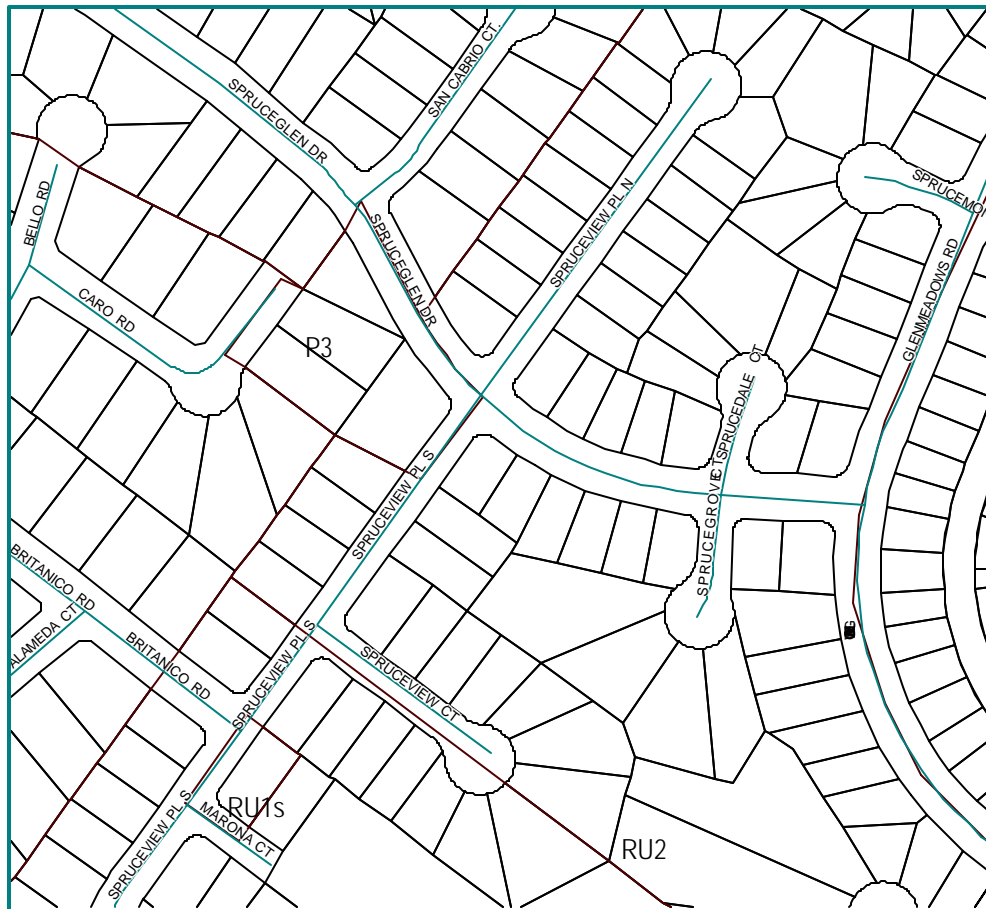 SPRUCEGLEN DR
SAN CABRIO CT.
SPRUCEVIEW PL N
SPRUCEMO
BELLO RD
SPRUCEGLEN DR
GLENMEADOWS RD
CARO RD
P3
SPRUCEDALE CT
SPRUCEVIEW PL S
SPRUCEGROVE CT
BRITANICO RD
ALAMEDA CT
BRITANICO RD
SPRUCEVIEW PL S
SPRUCEVIEW CT
SPRUCEVIEW PL S
RU1s
MARONA CT
RU2